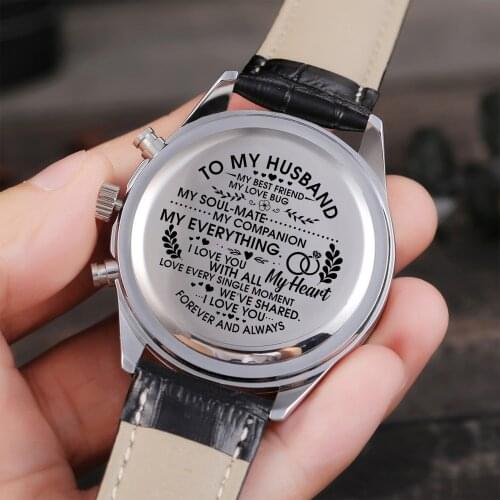 TO MY HUSBAND
MY BEST FRIEND
MY LOVE BUG
MY SOUL-MATE
MY COMPANION
MY EVERYTHING
I LOVE YOU
WITH ALL My Heart
LOVE EVERY SINGLE MOMENT
WE'VE SHARED.
I LOVE YOU
FOREVER AND ALWAYS